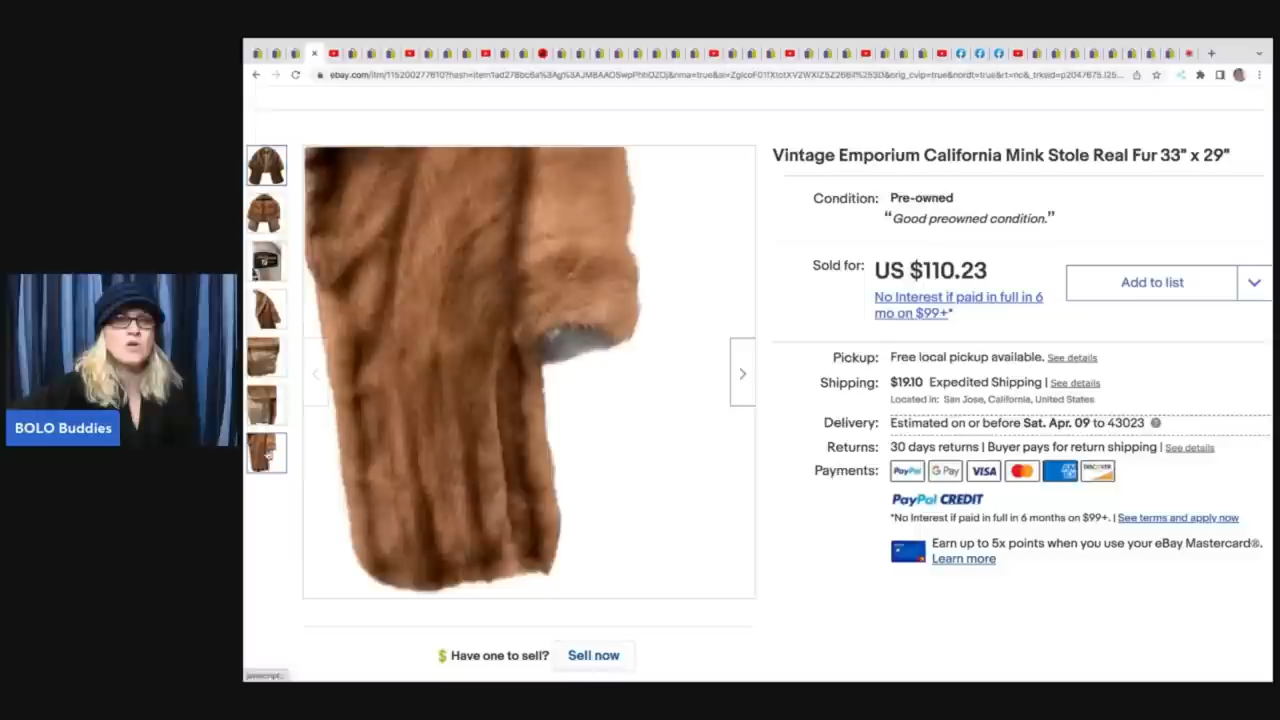 Vintage Emporium California Mink Stole Real Fur 33" x 29"
Condition: Pre-owned
“Good preowned condition.”
Sold for: US $110.23
No Interest if paid in full in 6
mo on $99+*
Add to list
Pickup: Free local pickup available. See details
Shipping: $19.10 Expedited Shipping | See details
Located in: San Jose, California, United States
Delivery: Estimated on or before Sat. Apr. 09 to 43023
Returns: 30 days returns | Buyer pays for return shipping | See details
Payments: PayPal G Pay VISA DISCOVER
PayPal CREDIT
*No Interest if paid in full in 6 months on $99+. | See terms and apply now
Earn up to 5x points when you use your eBay Mastercard®.
Learn more
BOLO Buddies
Have one to sell? Sell now